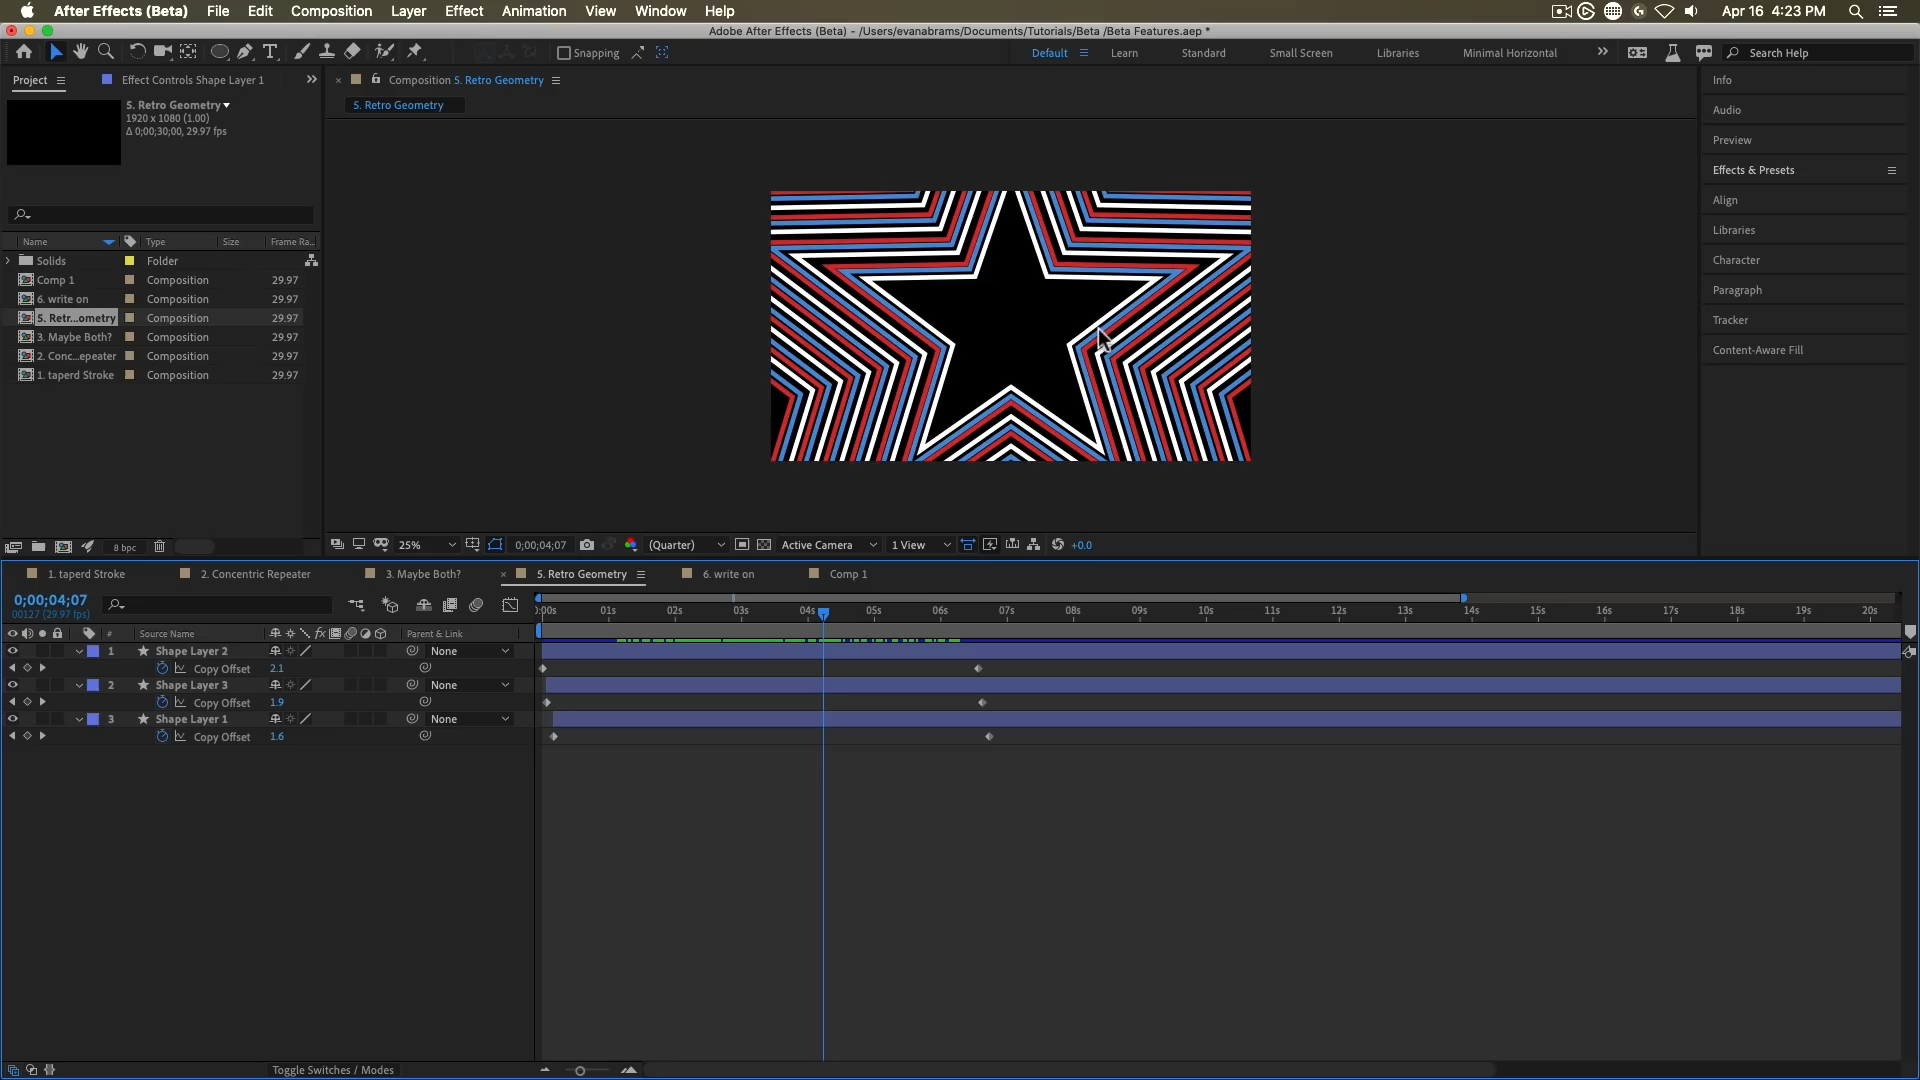 After Effects (Beta) File Edit Composition Layer Effect Animation View Window Help Apr 16 4:23 PM
Adobe After Effects (Beta) - /Users/evanabrams/Documents/Tutorials/Beta /Beta Features.aep *
Snapping Default Learn Standard Small Screen Libraries Minimal Horizontal Search Help
Project Effect Controls Shape Layer 1 Composition 5. Retro Geometry Info
5. Retro Geometry 5. Retro Geometry
1920 x 1080 (1.00)
Δ 0;00;30;00, 29.97 fps
Audio
Preview
Effects & Presets
Align
Libraries
Character
Paragraph
Tracker
Content-Aware Fill
Name Type Size Frame Ra...
Solids Folder
Comp 1 Composition 29.97
6. write on Composition 29.97
5. Retr...ometry Composition 29.97
3. Maybe Both? Composition 29.97
2. Conc...epeater Composition 29.97
1. taperd Stroke Composition 29.97
8 bpc 25% 0;00;04;07 (Quarter) Active Camera 1 View +0.0
1. taperd Stroke 2. Concentric Repeater 3. Maybe Both? 5. Retro Geometry 6. write on Comp 1
0;00;04;07
00127 (29.97 fps)
):00s 01s 02s 03s 04s 05s 06s 07s 08s 09s 10s 11s 12s 13s 14s 15s 16s 17s 18s 19s 20s
# Source Name fx Parent & Link
1 Shape Layer 2 None
Copy Offset 2.1
2 Shape Layer 3 None
Copy Offset 1.9
3 Shape Layer 1 None
Copy Offset 1.6
Toggle Switches / Modes